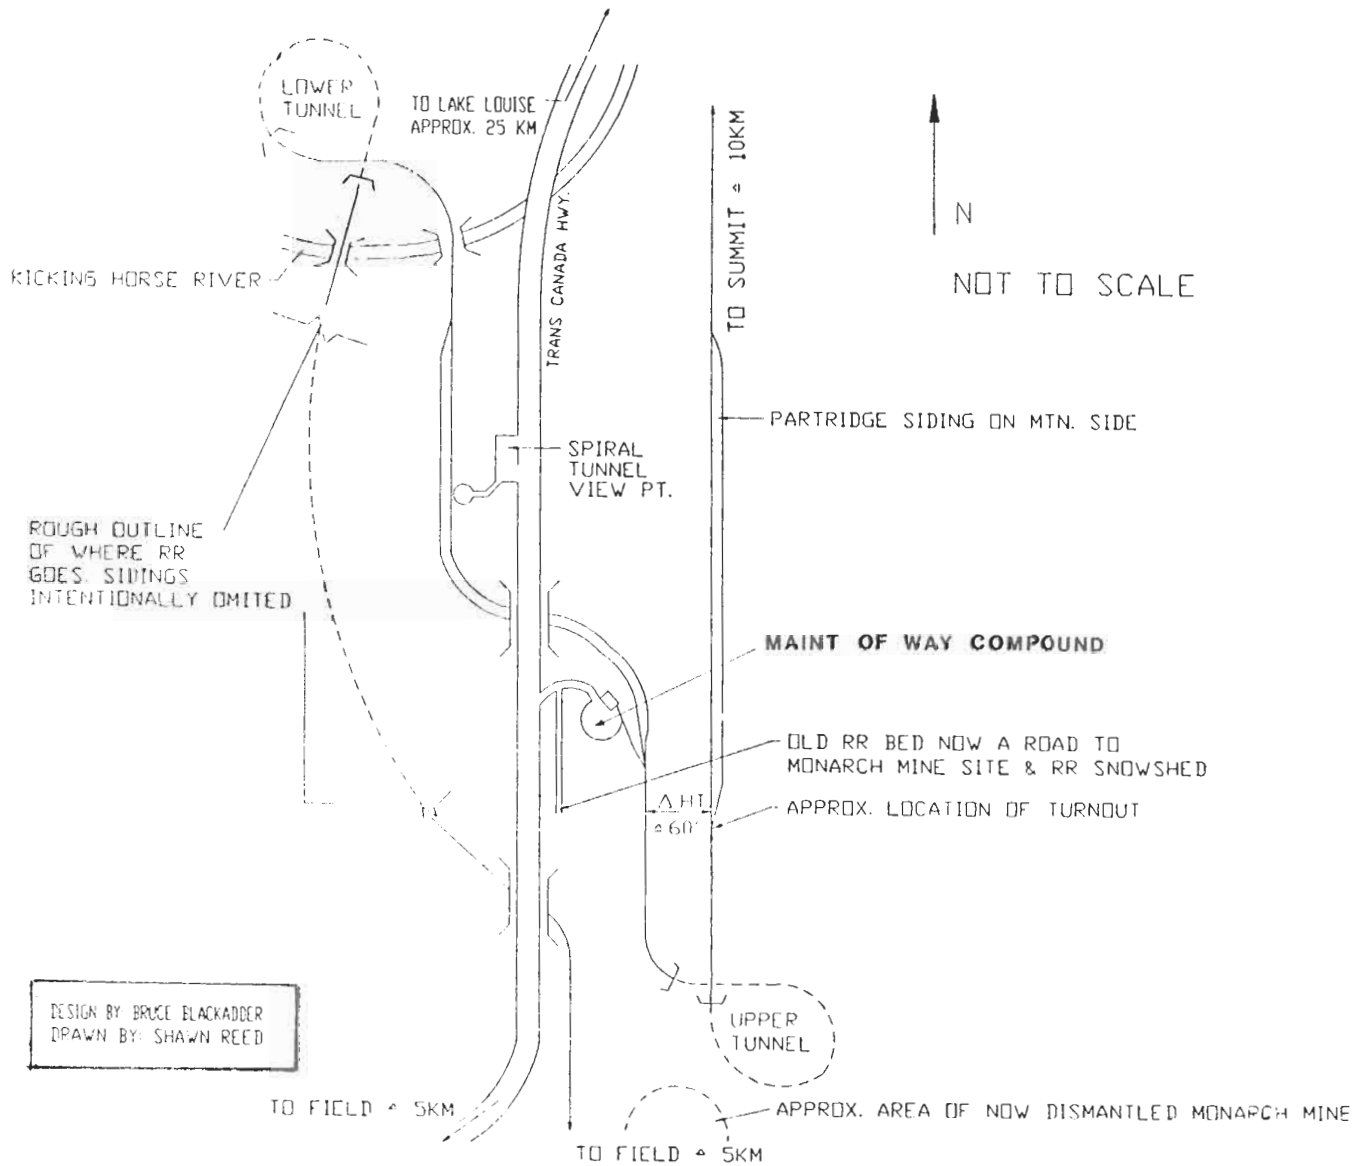 LOWER
TUNNEL
TO LAKE LOUISE
APPROX. 25 KM
TRANS CANADA HWY.
TO SUMMIT ≏ 10KM
N
NOT TO SCALE
KICKING HORSE RIVER
PARTRIDGE SIDING ON MTN. SIDE
SPIRAL
TUNNEL
VIEW PT.
ROUGH OUTLINE
OF WHERE RR
GOES. SIDINGS
INTENTIONALLY OMITED
MAINT OF WAY COMPOUND
OLD RR BED NOW A ROAD TO
MONARCH MINE SITE & RR SNOWSHED
Δ HT
≏ 60'
APPROX. LOCATION OF TURNOUT
UPPER
TUNNEL
DESIGN BY: BRUCE BLACKADDER
DRAWN BY: SHAWN REED
TO FIELD ≏ 5KM
APPROX. AREA OF NOW DISMANTLED MONARCH MINE
TO FIELD ≏ 5KM